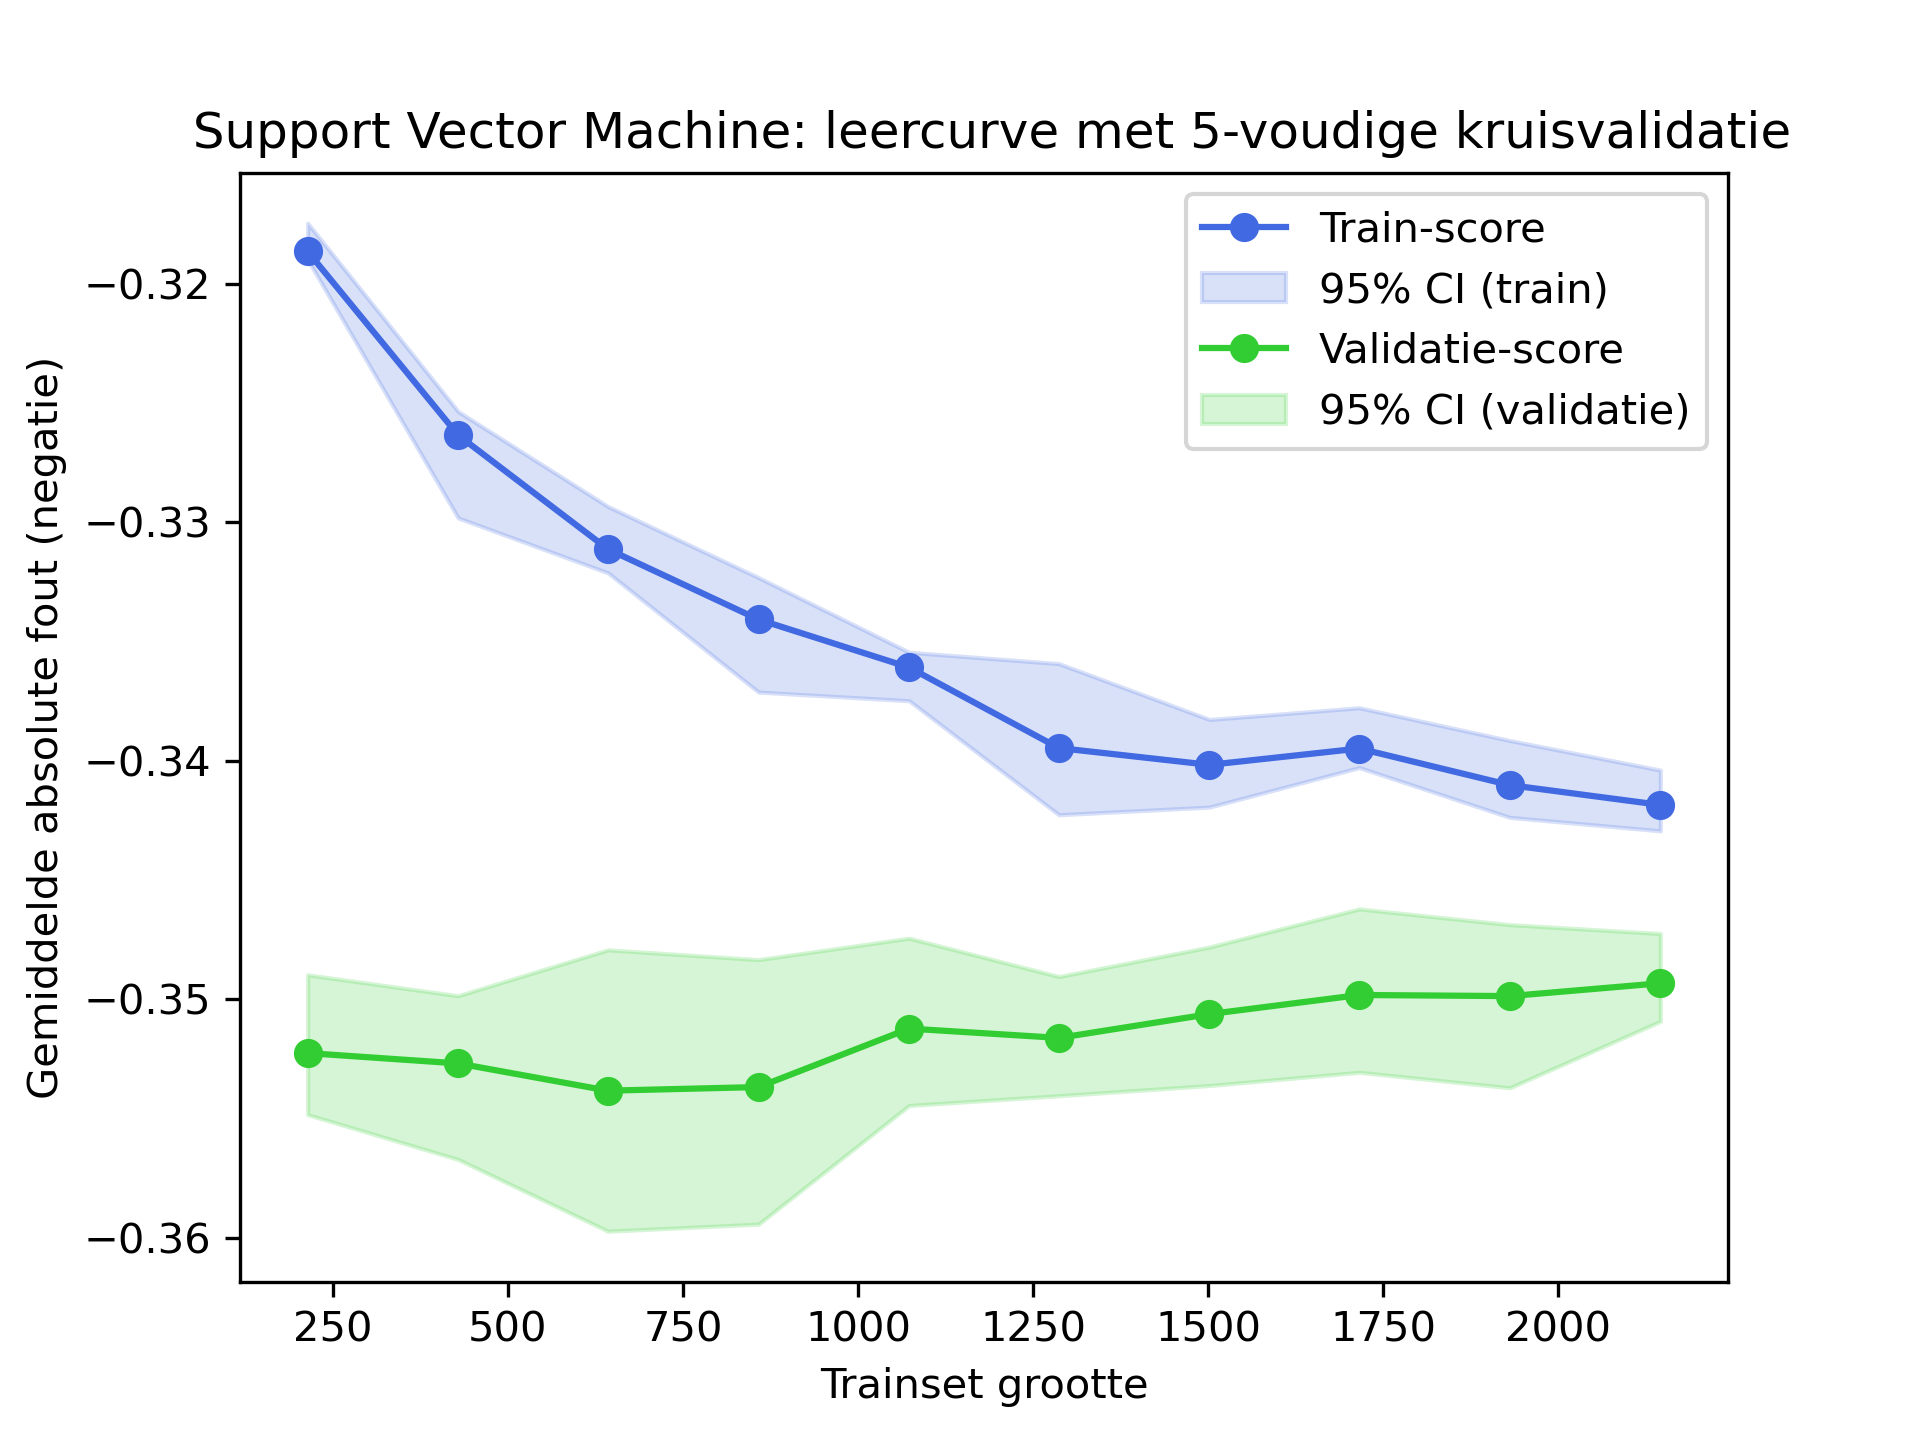 Support Vector Machine: leercurve met 5-voudige kruisvalidatie
Train-score
95% CI (train)
Validatie-score
95% CI (validatie)
Gemiddelde absolute fout (negatie)
−0.32
−0.33
−0.34
−0.35
−0.36
250 500 750 1000 1250 1500 1750 2000
Trainset grootte